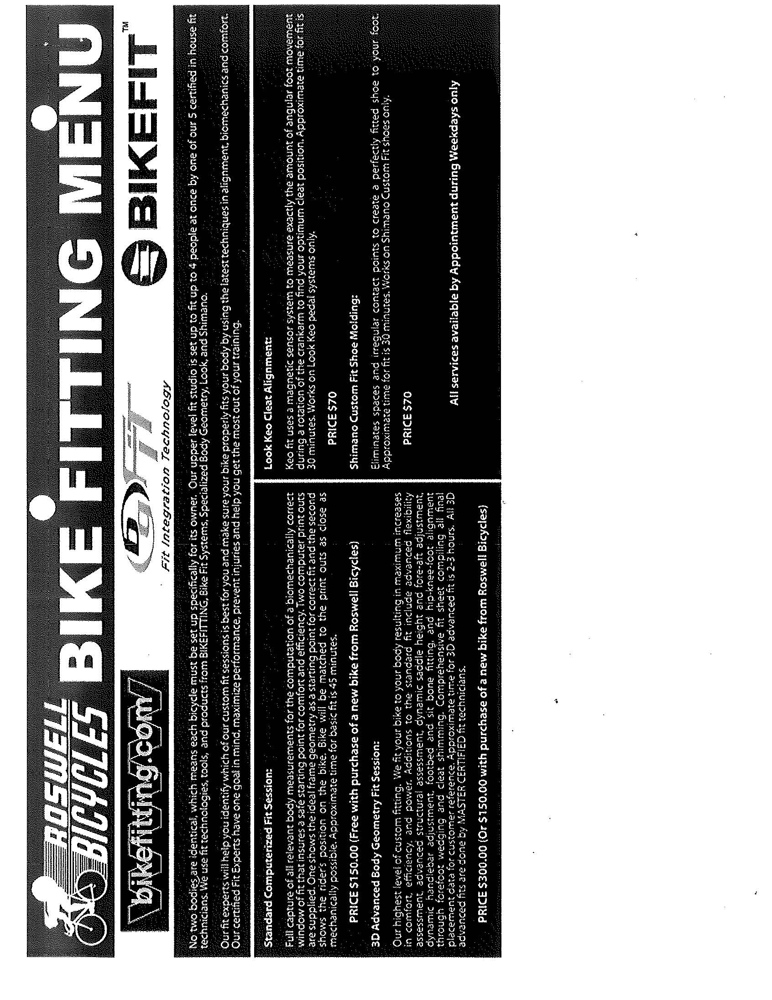 ROSWELL
BICYCLES
BIKE FITTING MENU
bikefitting.com
bG FIT
Fit Integration Technology
BIKEFIT™
No two bodies are identical, which means each bicycle must be set up specifically for its owner. Our upper level fit studio is set up to fit up to 4 people at once by one of our 5 certified in house fit
technicians. We use fit technologies, tools, and products from BIKEFITTING, Bike Fit Systems, Specialized Body Geometry, Look, and Shimano.
Our fit experts will help you identify which of our custom fit sessions is best for you and make sure your bike properly fits your body by using the latest techniques in alignment, biomechanics and comfort.
Our certified Fit Experts have one goal in mind, maximize performance, prevent injuries and help you get the most out of your training.
Standard Computerized Fit Session:
Full capture of all relevant body measurements for the computation of a biomechanically correct
window of fit that insures a safe starting point for comfort and efficiency. Two computer print outs
are supplied. One shows the ideal frame geometry as a starting point for correct fit and the second
shows the rider's position on the bike. Bike will be matched to the print outs as close as
mechanically possible. Approximate time for basic fit is 45 minutes.
PRICE $150.00 (Free with purchase of a new bike from Roswell Bicycles)
3D Advanced Body Geometry Fit Session:
Our highest level of custom fitting. We fit your bike to your body resulting in maximum increases
in comfort, efficiency, and power. Additions to the standard fit include advanced flexibility
assessment, advanced structural assessment, dynamic saddle height and fore-aft adjustment,
dynamic handlebar adjustment, footbed and sit bone fitting, and hip-knee-foot alignment
through forefoot wedging and cleat shimming. Comprehensive fit sheet compiling all final
placement data for customer reference. Approximate time for 3D advanced fit is 2-3 hours. All 3D
advanced fits are done by MASTER CERTIFIED fit technicians.
PRICE $300.00 (Or $150.00 with purchase of a new bike from Roswell Bicycles)
Look Keo Cleat Alignment:
Keo fit uses a magnetic sensor system to measure exactly the amount of angular foot movement
during a rotation of the crankarm to find your optimum cleat position. Approximate time for fit is
30 minutes. Works on Look Keo pedal systems only.
PRICE $70
Shimano Custom Fit Shoe Molding:
Eliminates spaces and irregular contact points to create a perfectly fitted shoe to your foot.
Approximate time for fit is 30 minutes. Works on Shimano Custom Fit shoes only.
PRICE $70
All services available by Appointment during Weekdays only